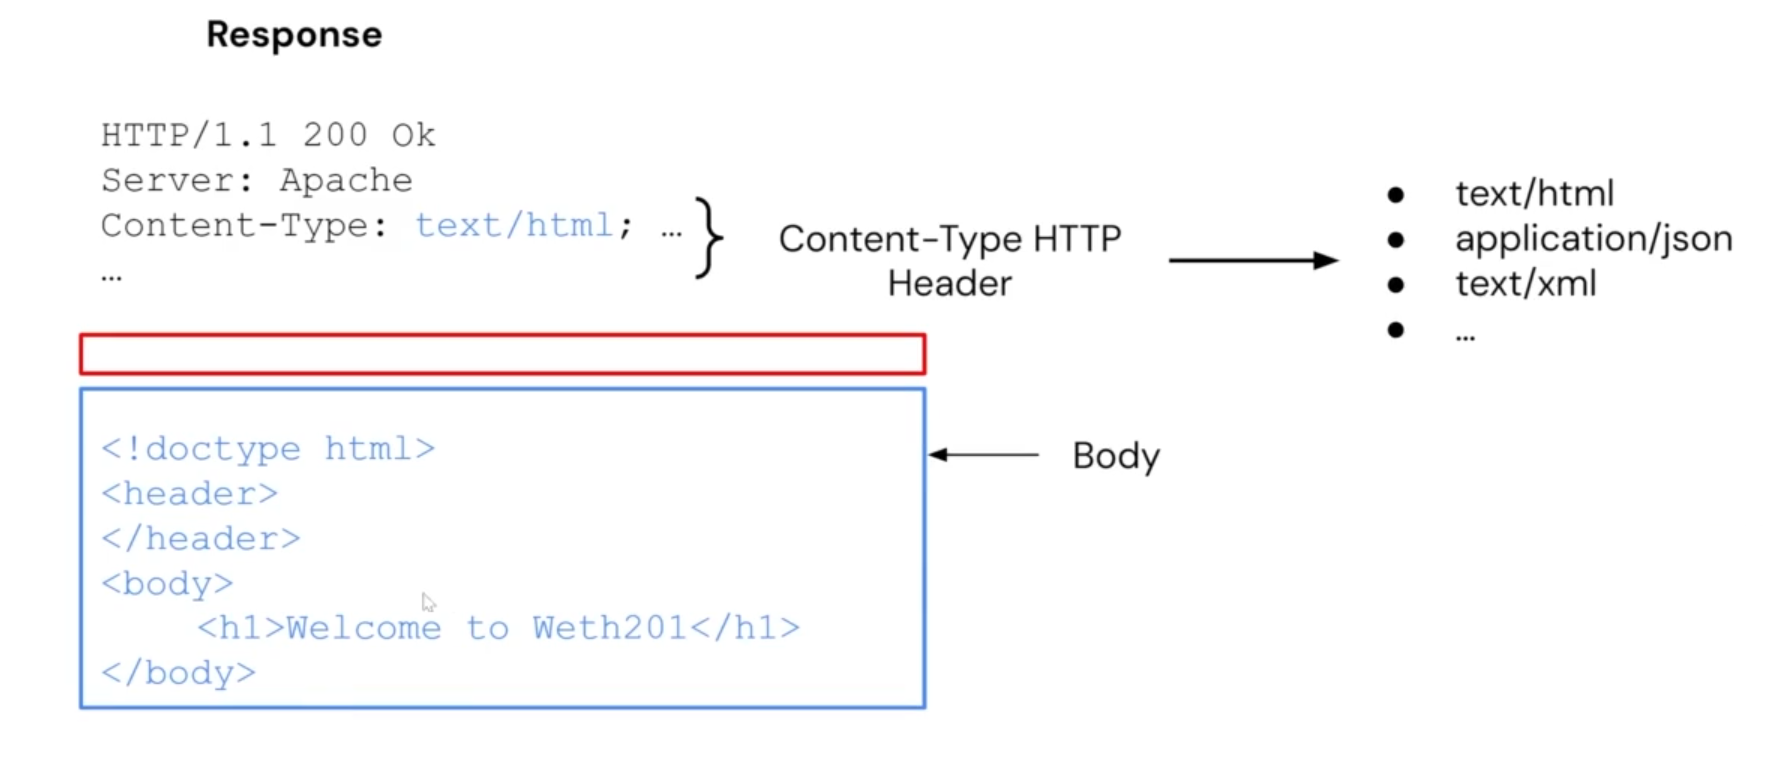 Response
HTTP/1.1 200 Ok
Server: Apache
Content-Type: text/html; …
…
Content-Type HTTP
Header
● text/html
● application/json
● text/xml
● …
<!doctype html>
<header>
</header>
<body>
<h1>Welcome to Weth201</h1>
</body>
Body